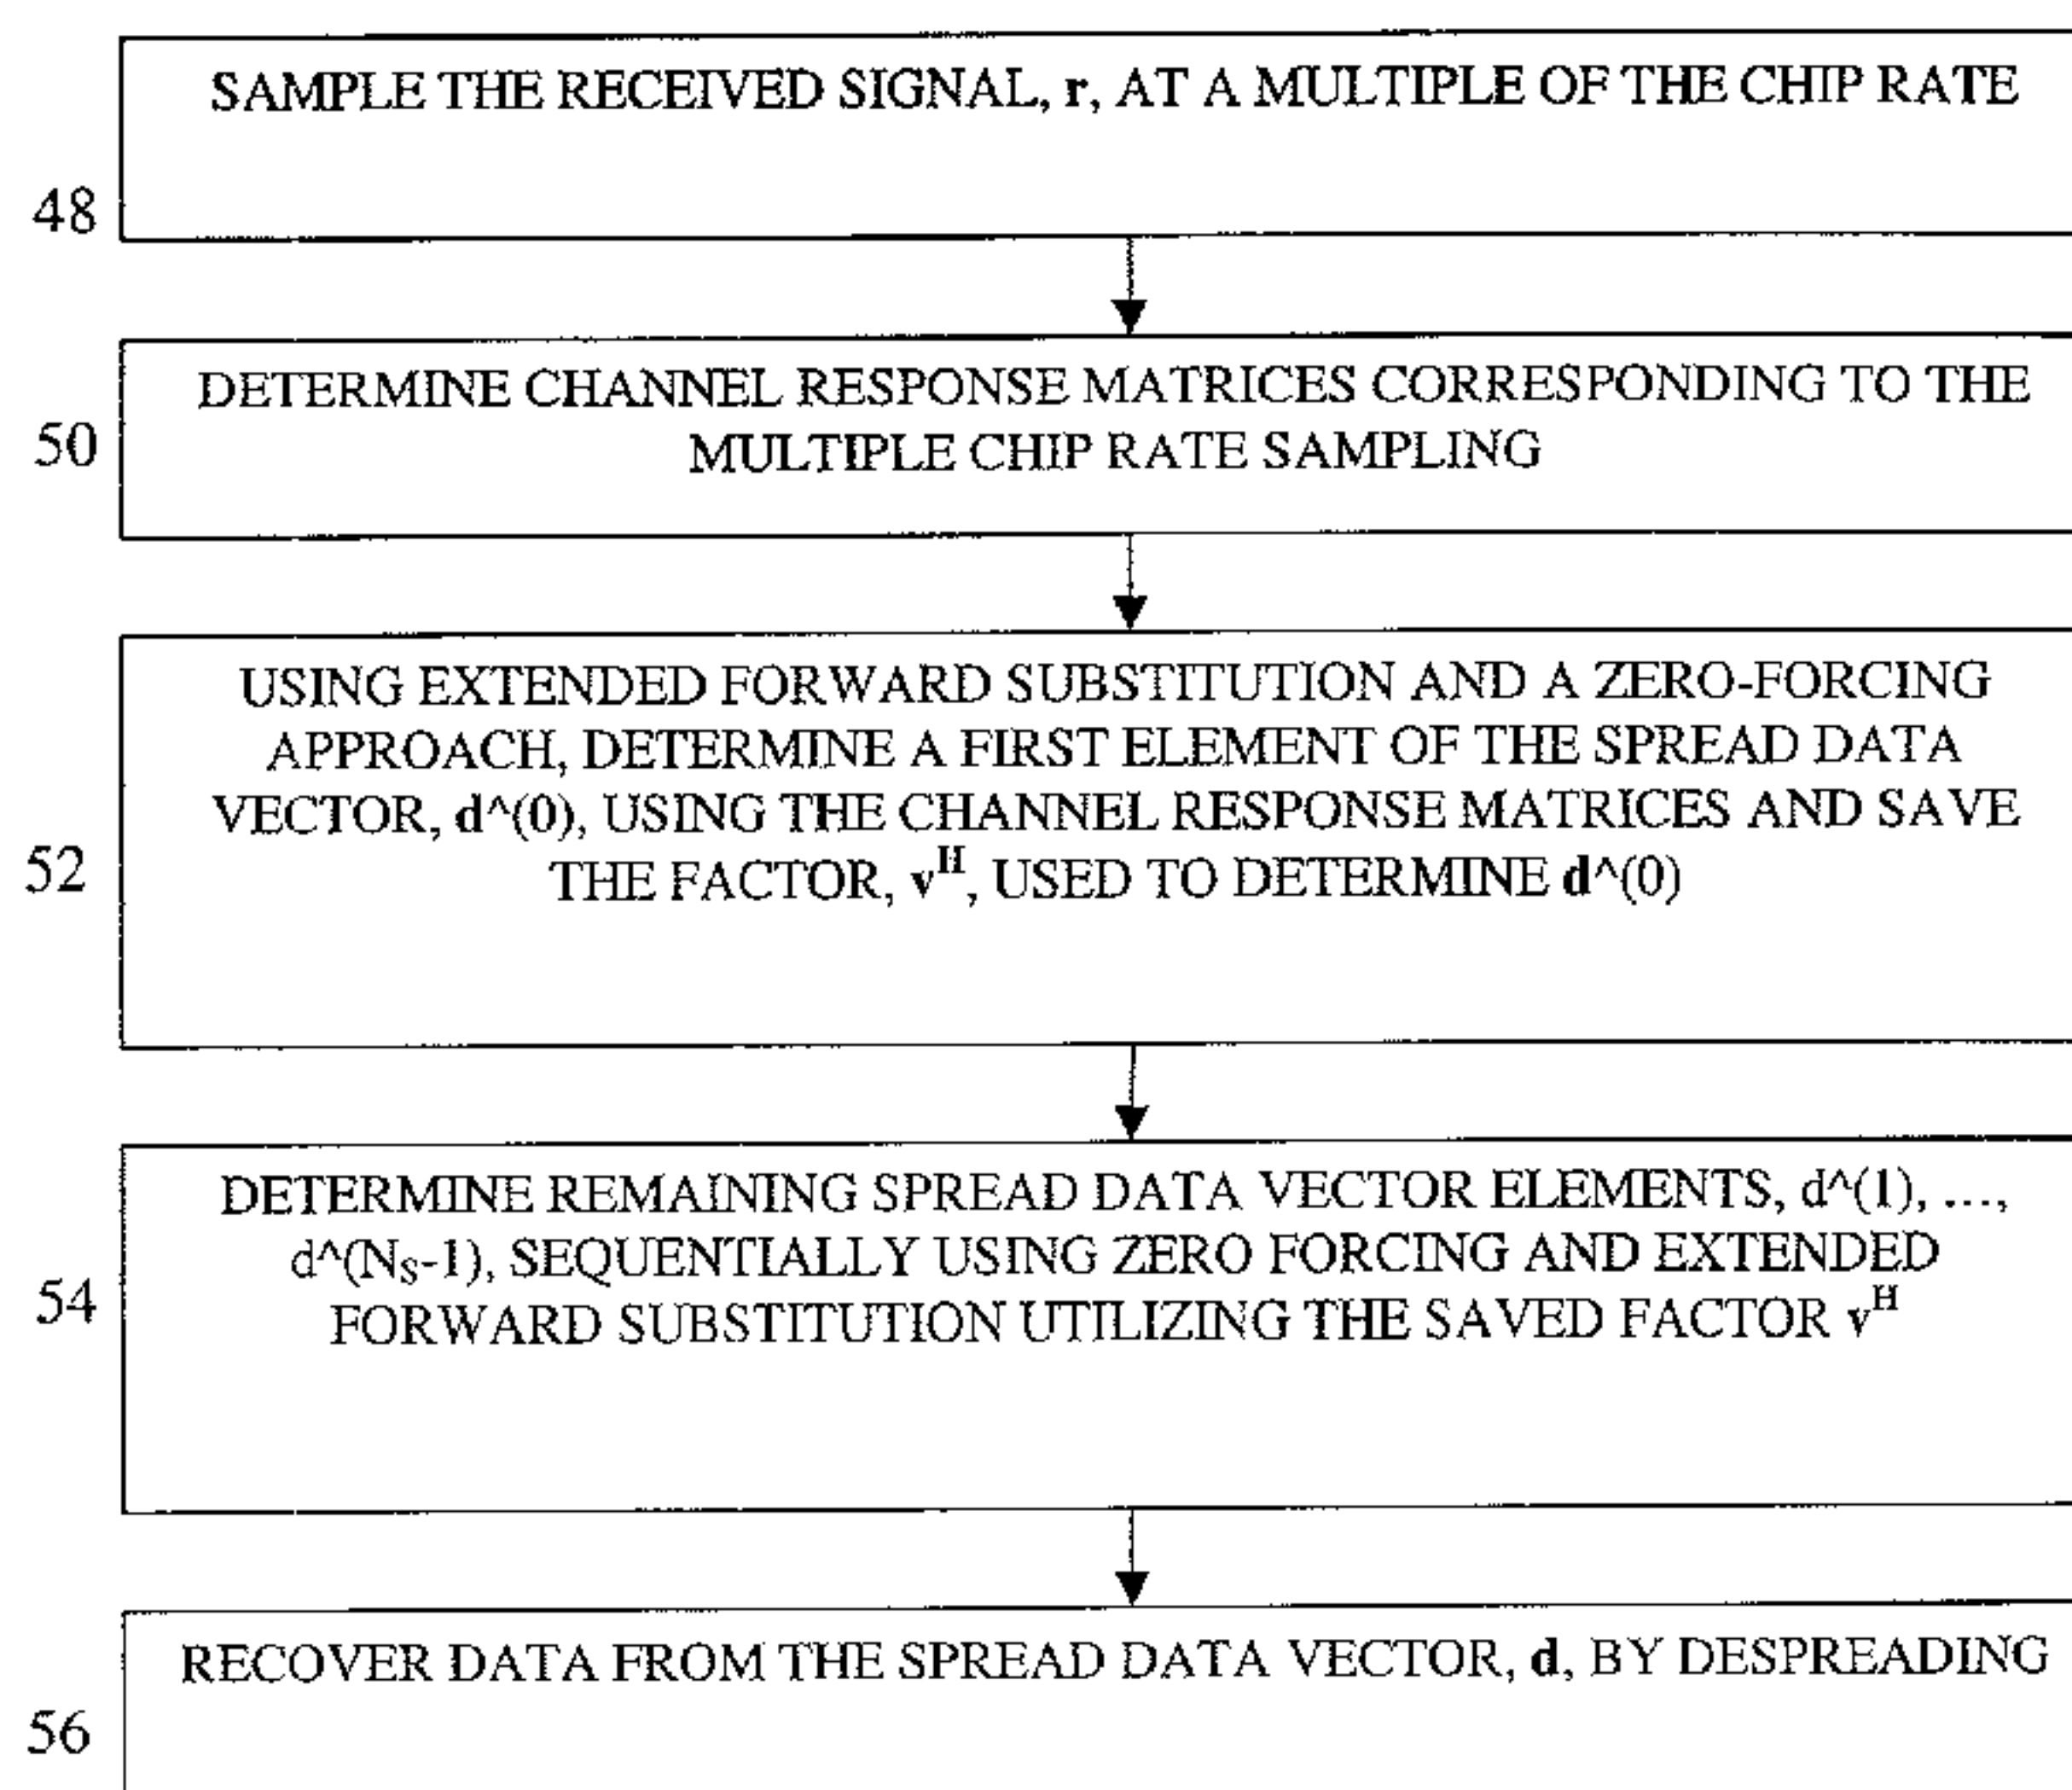 SAMPLE THE RECEIVED SIGNAL, r, AT A MULTIPLE OF THE CHIP RATE
48
DETERMINE CHANNEL RESPONSE MATRICES CORRESPONDING TO THE
MULTIPLE CHIP RATE SAMPLING
50
USING EXTENDED FORWARD SUBSTITUTION AND A ZERO-FORCING
APPROACH, DETERMINE A FIRST ELEMENT OF THE SPREAD DATA
VECTOR, d^(0), USING THE CHANNEL RESPONSE MATRICES AND SAVE
THE FACTOR, v^H, USED TO DETERMINE d^(0)
52
DETERMINE REMAINING SPREAD DATA VECTOR ELEMENTS, d^(1), ...,
d^(N_S-1), SEQUENTIALLY USING ZERO FORCING AND EXTENDED
FORWARD SUBSTITUTION UTILIZING THE SAVED FACTOR v^H
54
RECOVER DATA FROM THE SPREAD DATA VECTOR, d, BY DESPREADING
56